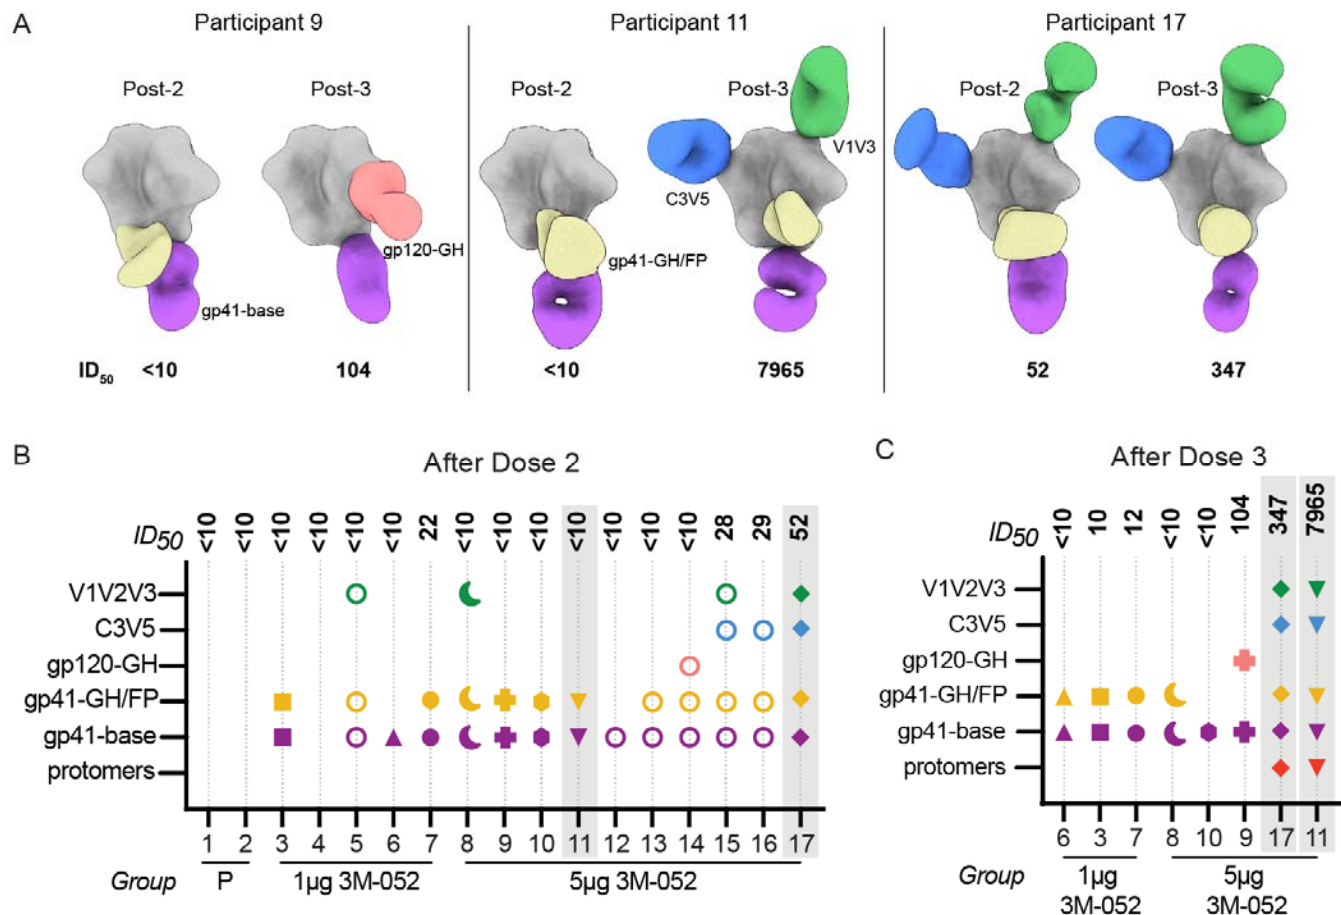 A
Participant 9
Participant 11
Participant 17
Post-2
Post-3
Post-2
Post-3
Post-2
Post-3
V1V3
C3V5
gp120-GH
gp41-GH/FP
gp41-base
ID50 <10 104 <10 7965 52 347
B
After Dose 2
ID50 <10 <10 <10 <10 <10 <10 22 <10 <10 <10 <10 <10 <10 <10 28 29 52
V1V2V3
C3V5
gp120-GH
gp41-GH/FP
gp41-base
protomers
1 2 3 4 5 6 7 8 9 10 11 12 13 14 15 16 17
Group P 1µg 3M-052 5µg 3M-052
C
After Dose 3
ID50 <10 10 12 <10 <10 104 347 7965
V1V2V3
C3V5
gp120-GH
gp41-GH/FP
gp41-base
protomers
6 3 7 8 10 9 17 11
Group 1µg 5µg
3M-052 3M-052